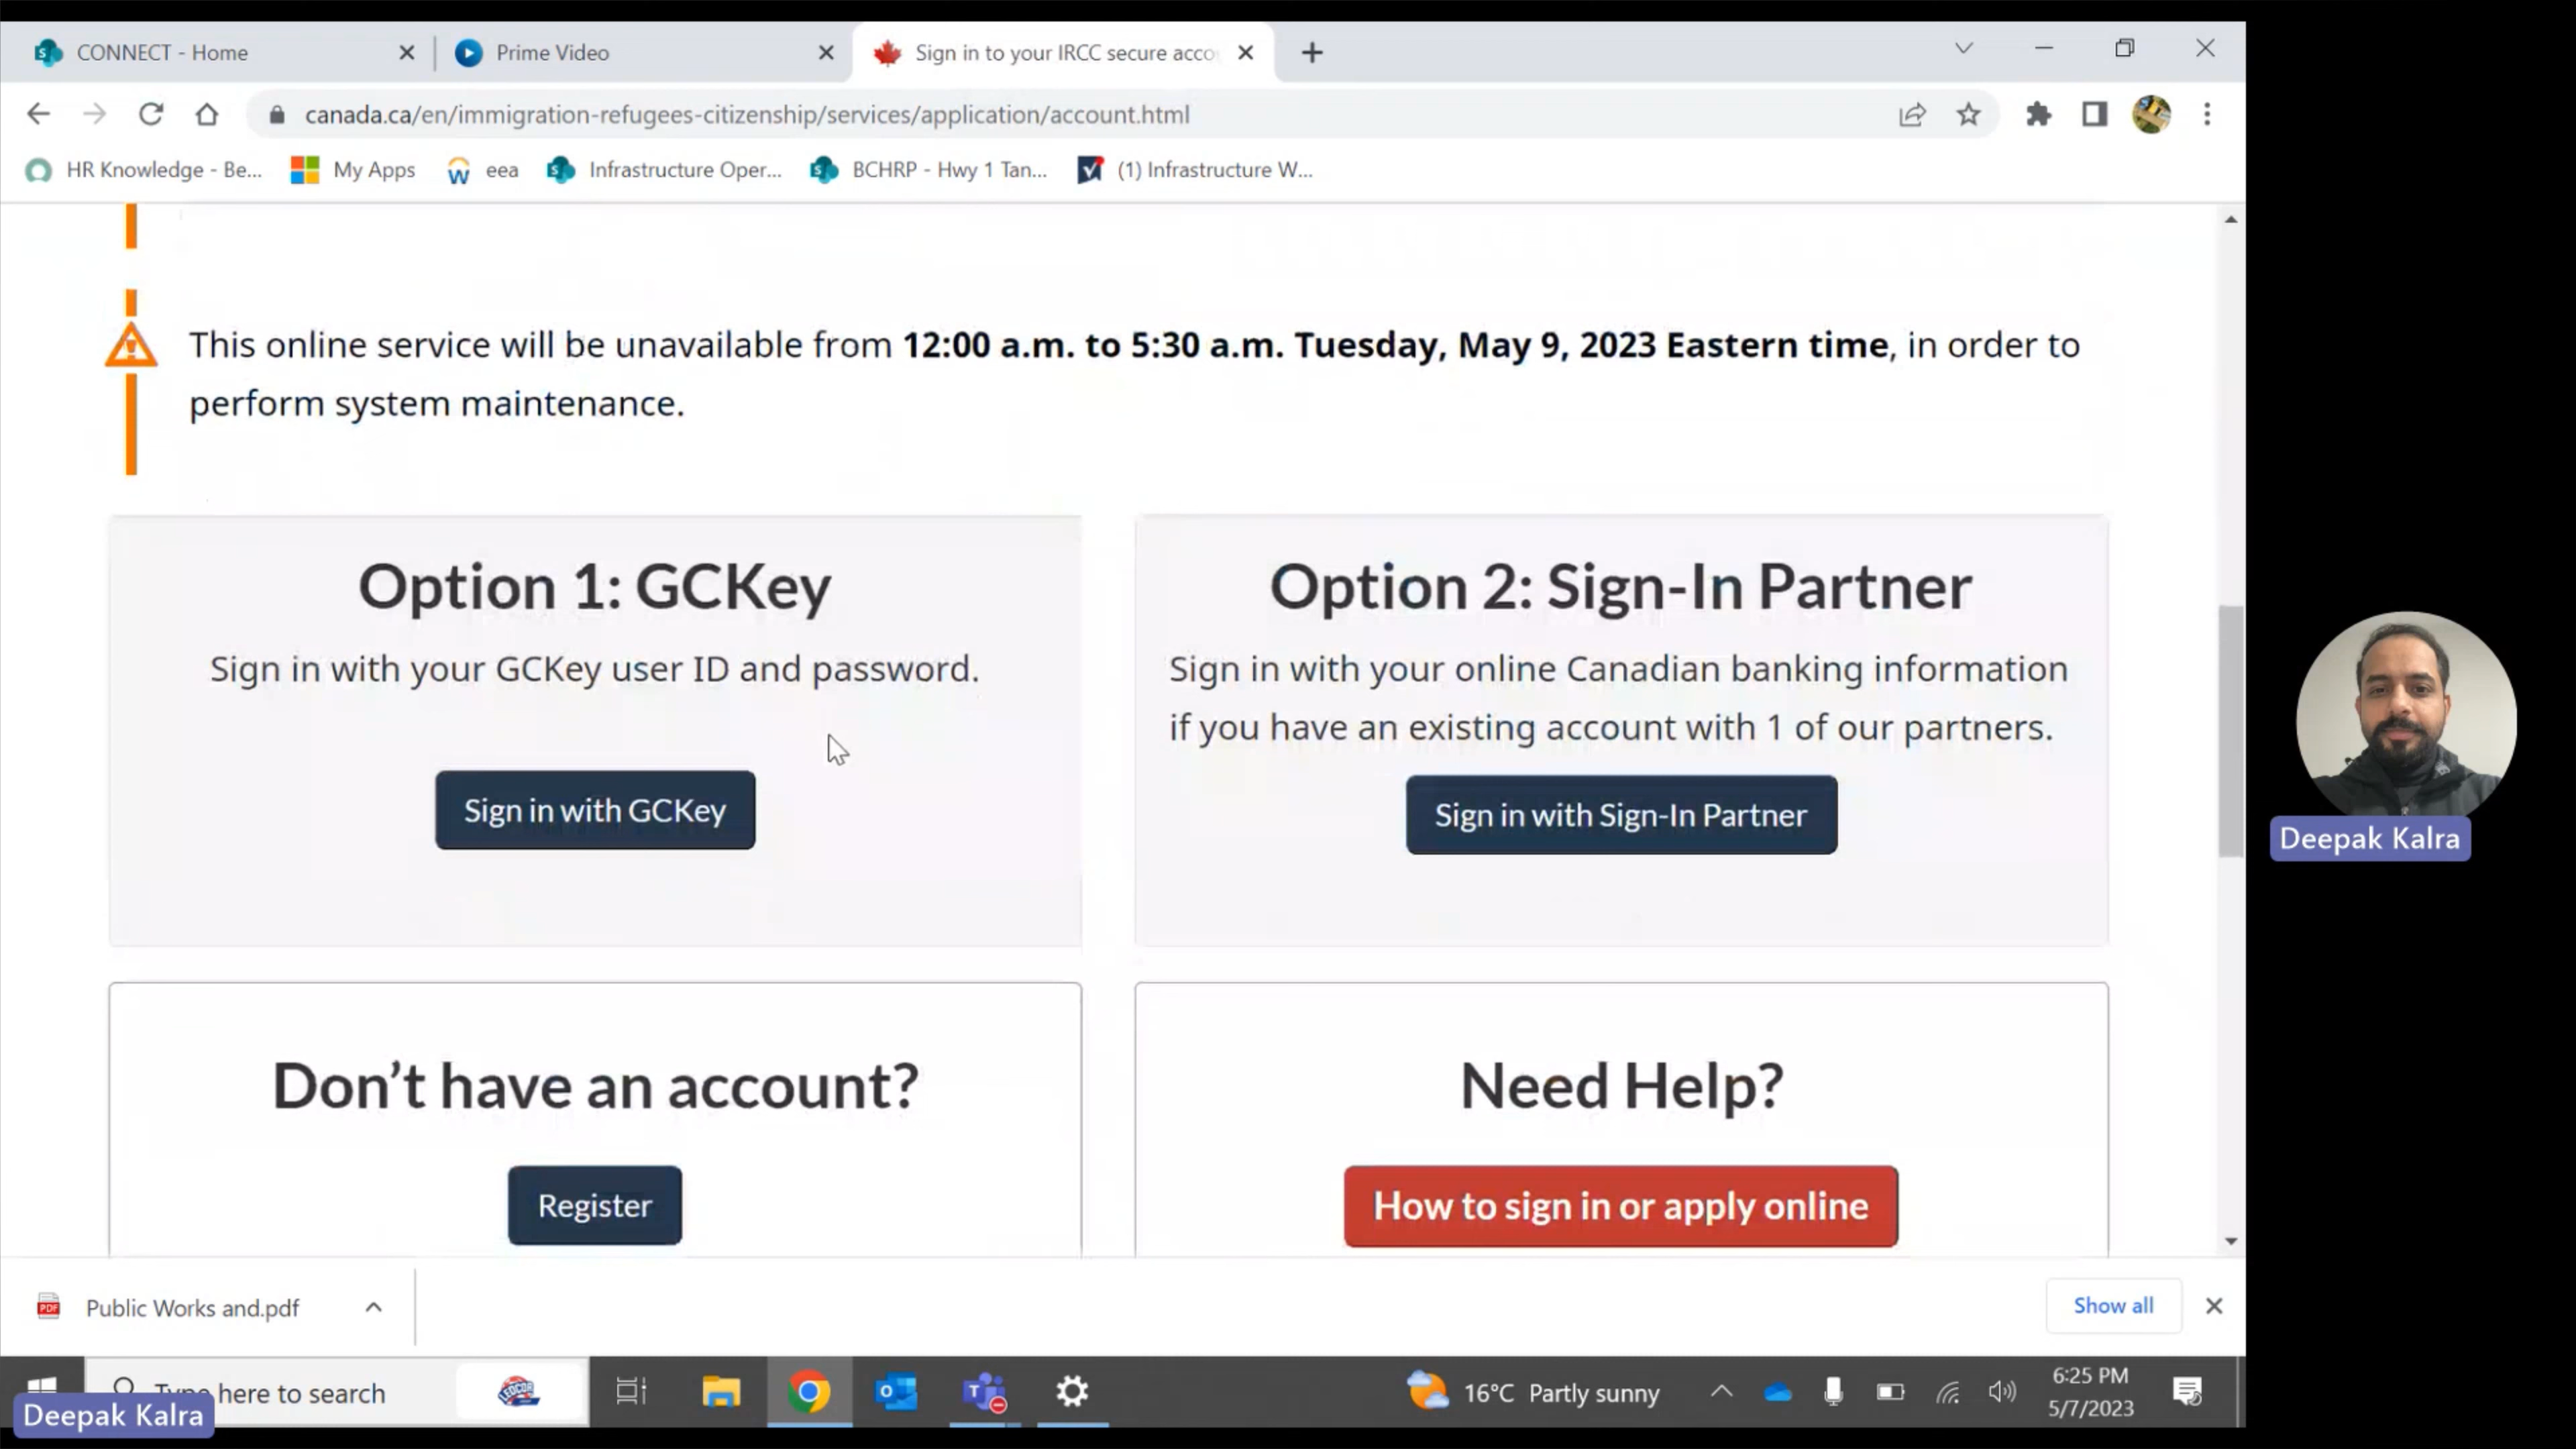 CONNECT - Home
Prime Video
Sign in to your IRCC secure acco
canada.ca/en/immigration-refugees-citizenship/services/application/account.html
HR Knowledge - Be...
My Apps
eea
Infrastructure Oper...
BCHRP - Hwy 1 Tan...
(1) Infrastructure W...
This online service will be unavailable from 12:00 a.m. to 5:30 a.m. Tuesday, May 9, 2023 Eastern time, in order to
perform system maintenance.
Option 1: GCKey
Sign in with your GCKey user ID and password.
Sign in with GCKey
Option 2: Sign-In Partner
Sign in with your online Canadian banking information
if you have an existing account with 1 of our partners.
Sign in with Sign-In Partner
Don't have an account?
Register
Need Help?
How to sign in or apply online
Deepak Kalra
PDF
Public Works and.pdf
Show all
Type here to search
LEDCOR
16°C Partly sunny
6:25 PM
5/7/2023
Deepak Kalra